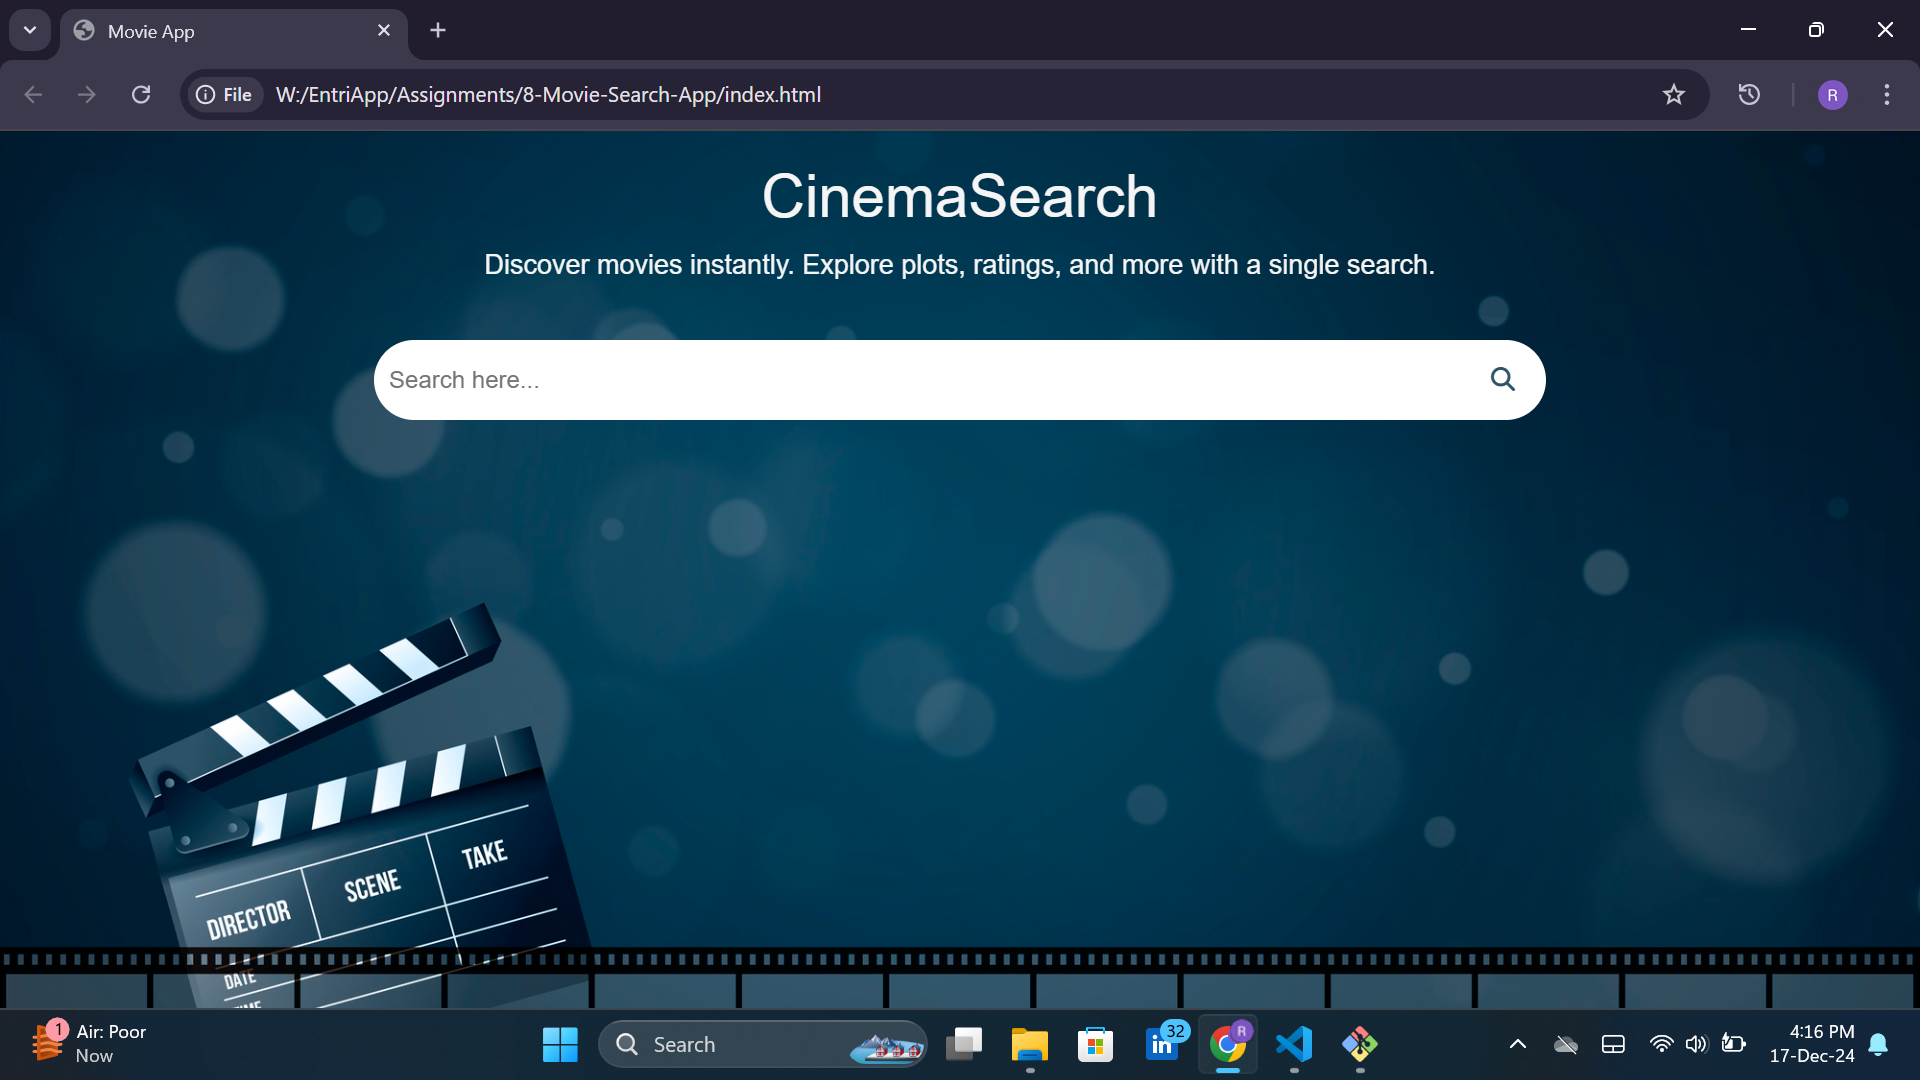 Movie App
File
W:/EntriApp/Assignments/8-Movie-Search-App/index.html
R
CinemaSearch
Discover movies instantly. Explore plots, ratings, and more with a single search.
Search here...
DIRECTOR SCENE TAKE
DATE
1
Air: Poor
Now
Search
in
32
R
4:16 PM
17-Dec-24